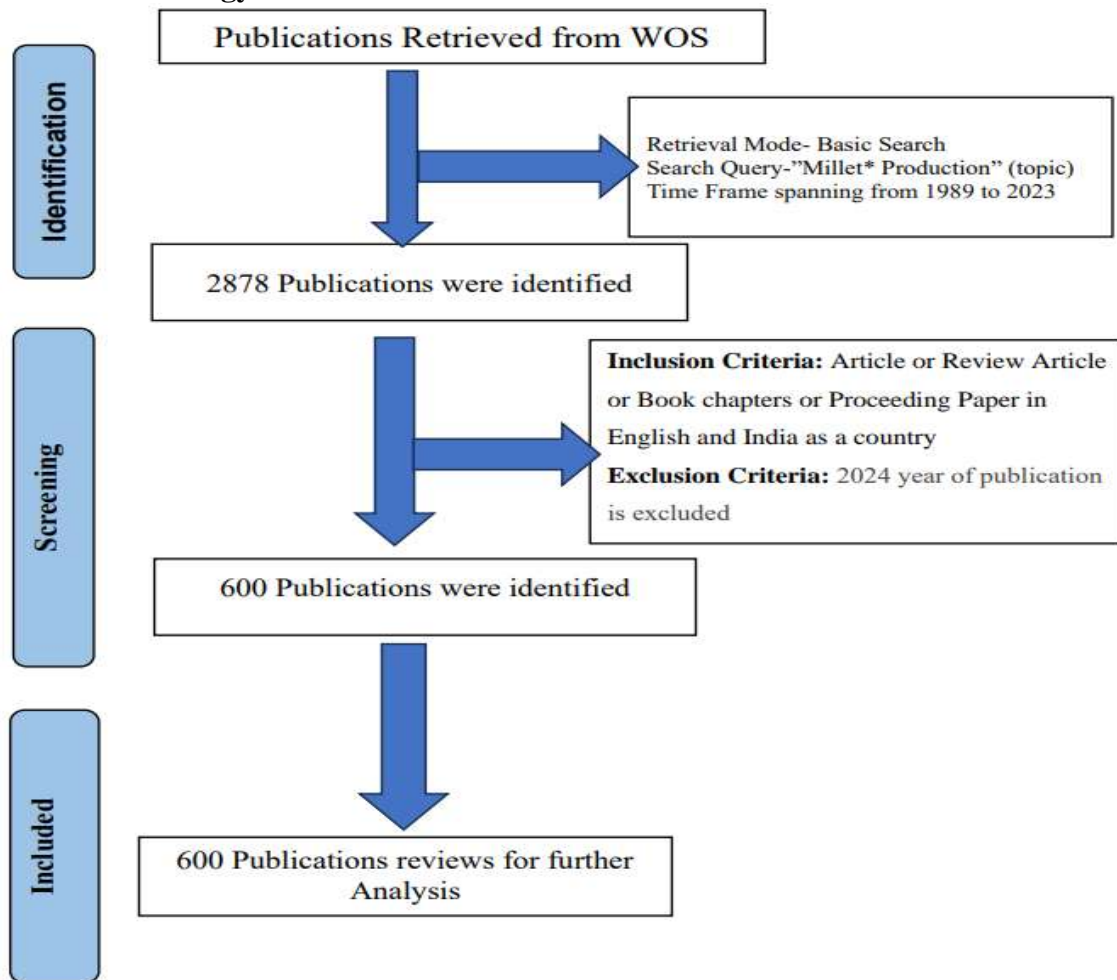 gy
Publications Retrieved from WOS
Identification
Retrieval Mode- Basic Search
Search Query-”Millet* Production” (topic)
Time Frame spanning from 1989 to 2023
2878 Publications were identified
Screening
Inclusion Criteria: Article or Review Article
or Book chapters or Proceeding Paper in
English and India as a country
Exclusion Criteria: 2024 year of publication
is excluded
600 Publications were identified
Included
600 Publications reviews for further
Analysis